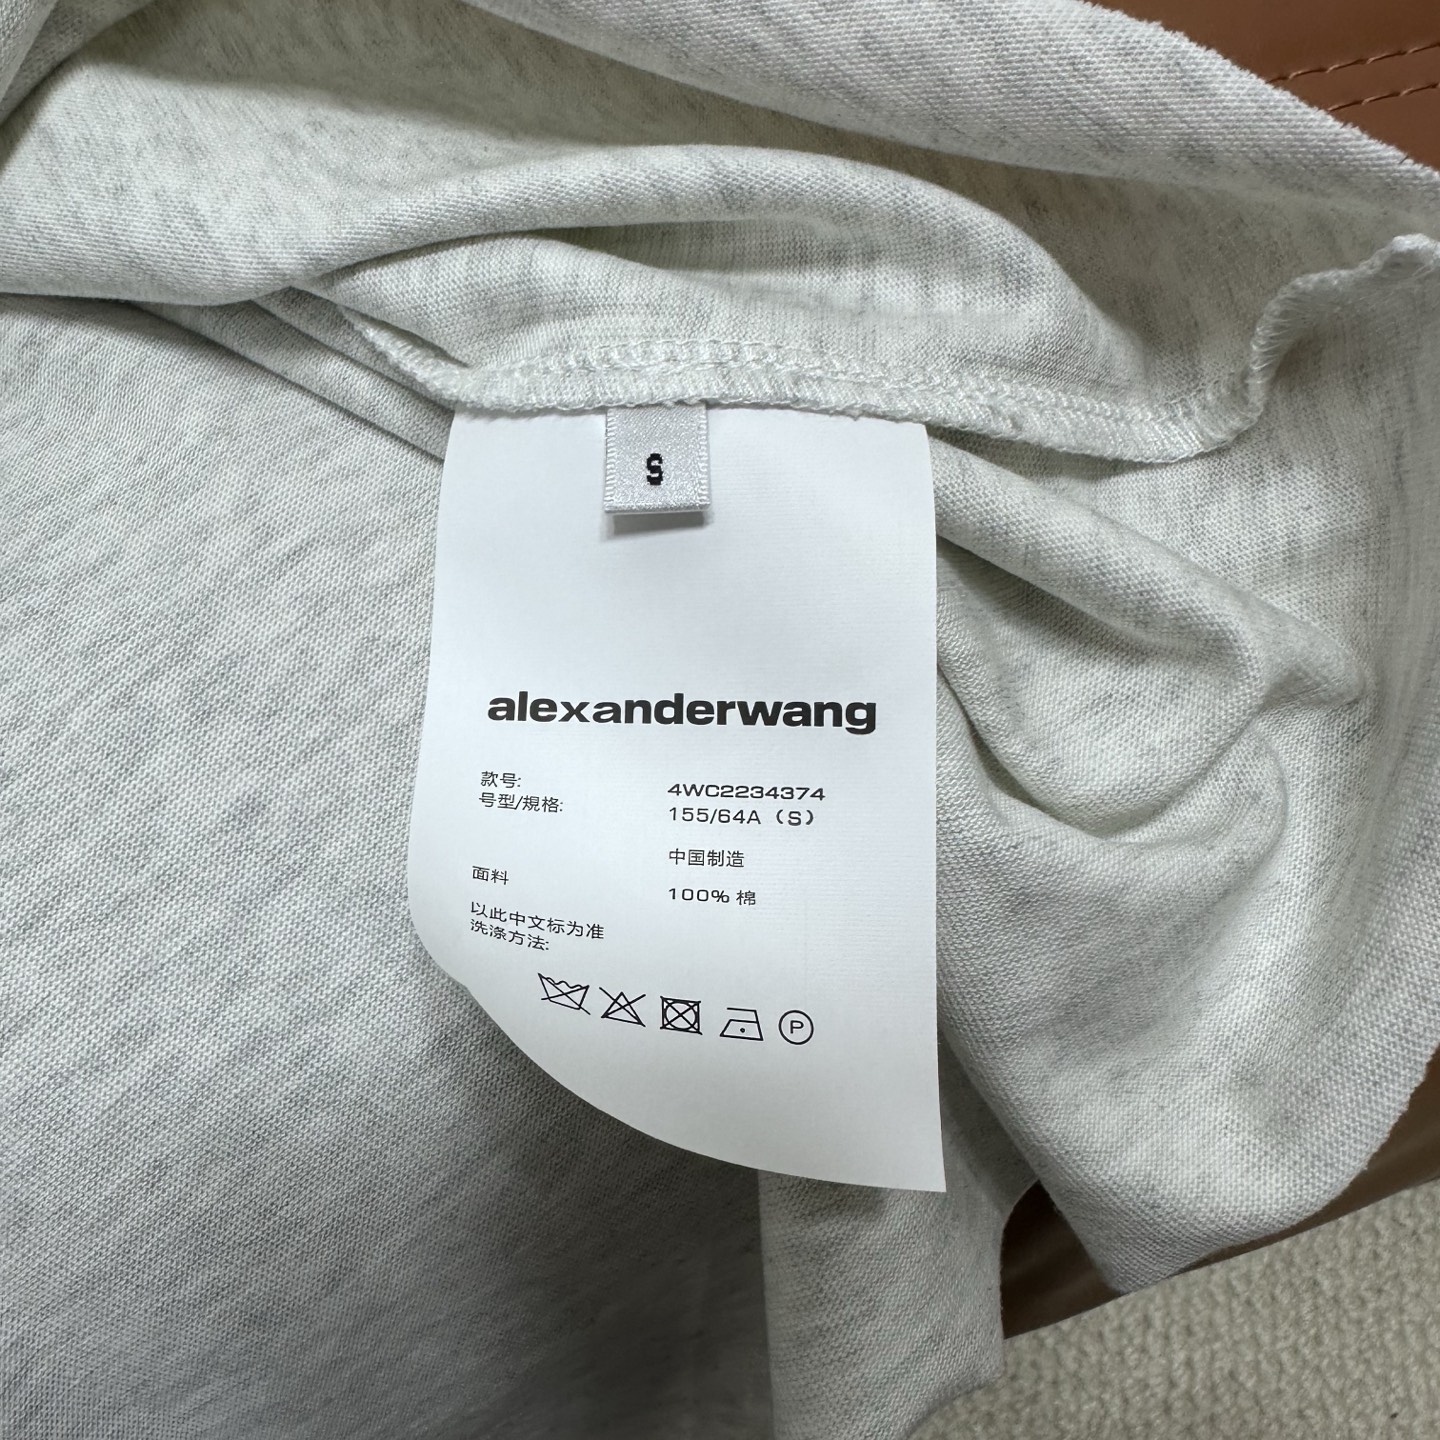 S
alexanderwang
款号: 4WC2234374
号型/规格: 155/64A（S）
中国制造
面料 100% 棉
以此中文标为准
洗涤方法:
P